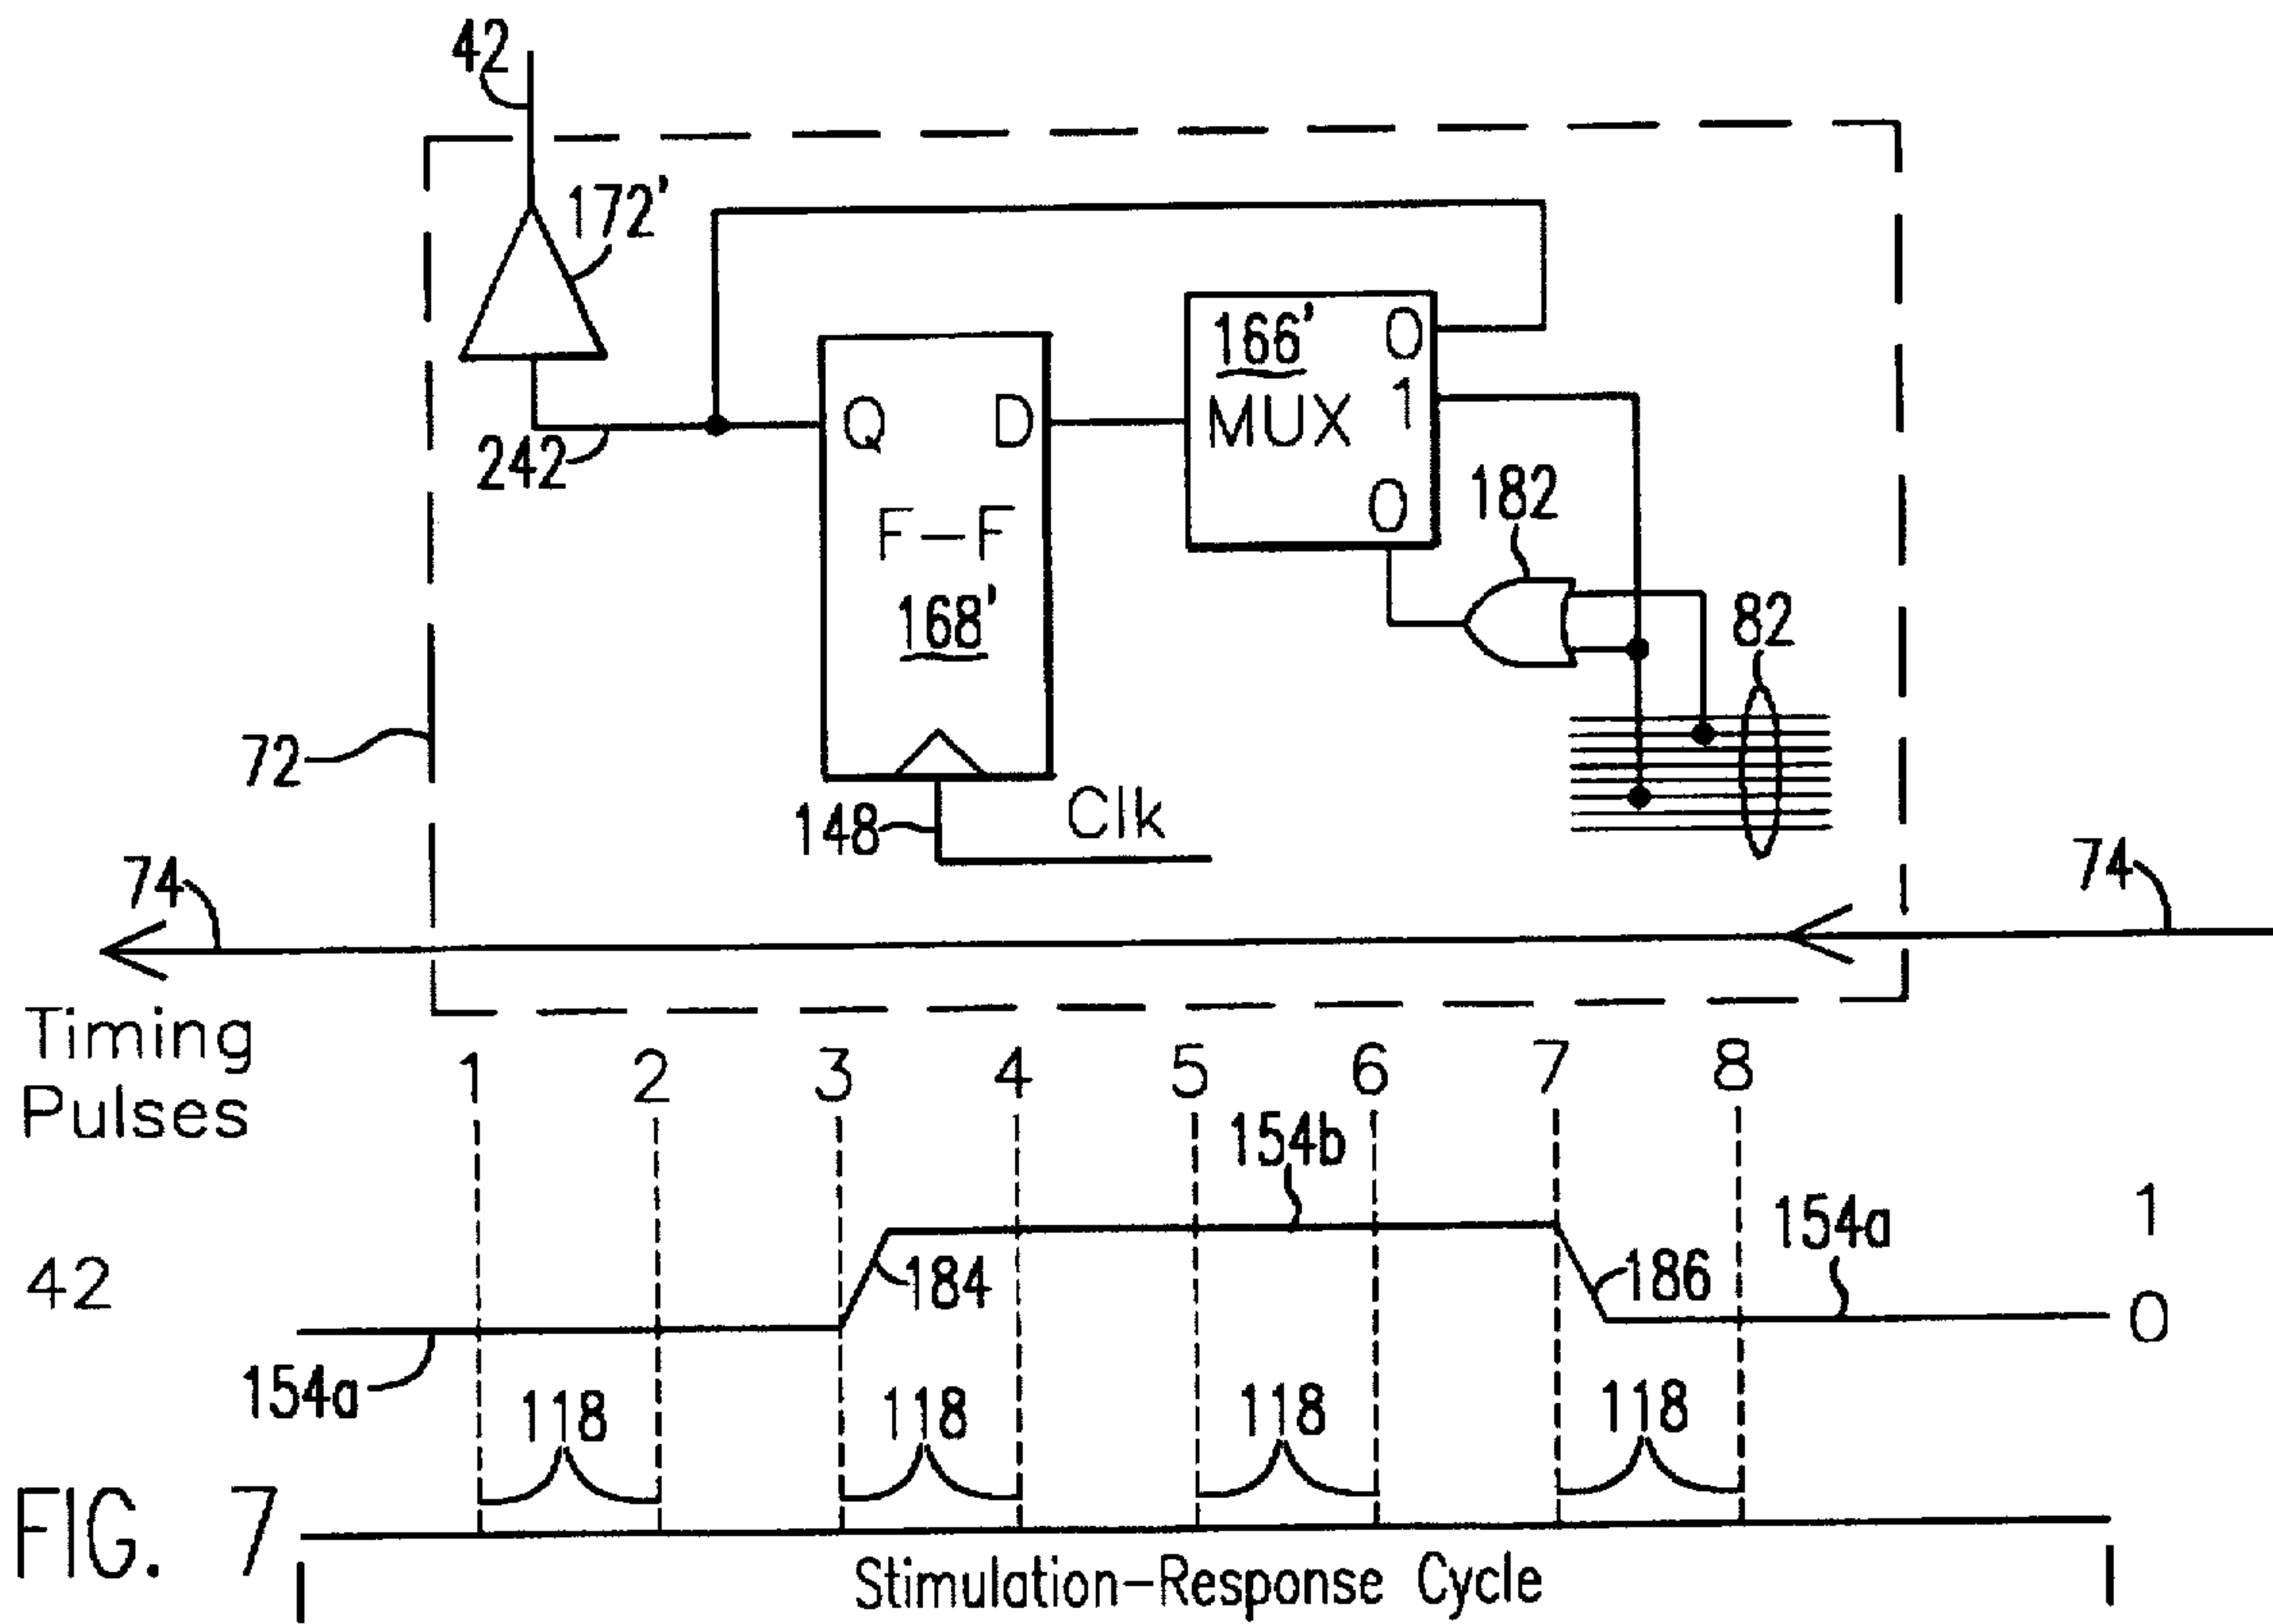 42
172'
166'
O
1
MUX
O
Q
D
242
F-F
168'
182
82
72
148
Clk
74
74
Timing
Pulses
1 2 3 4 5 6 7 8
154b
154a
1
42
184
186
0
154a
118 118 118 118
FIG. 7
Stimulation-Response Cycle